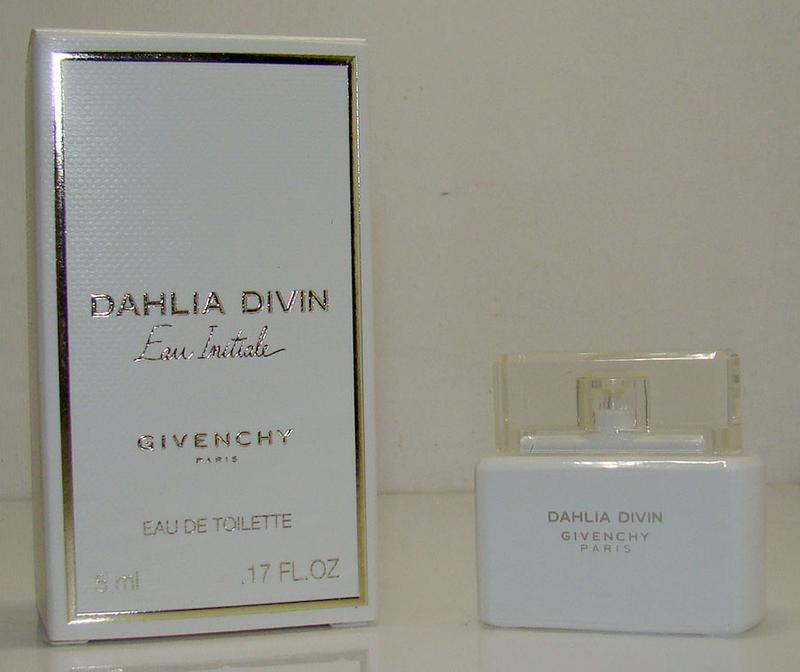 DAHLIA DIVIN
Eau Initiale
GIVENCHY
PARIS
EAU DE TOILETTE
5 ml .17 FL.OZ
DAHLIA DIVIN
GIVENCHY
PARIS